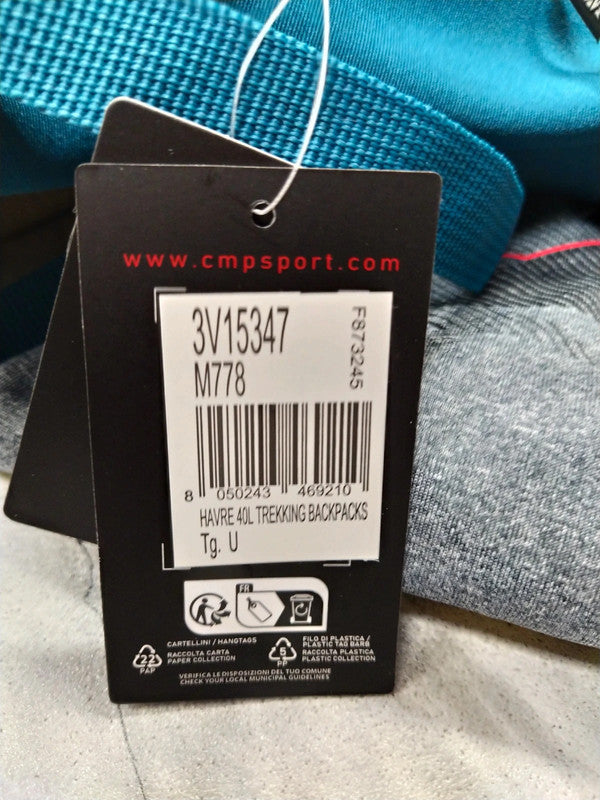 www.cmpsport.com
3V15347
F873245
M778
8 050243 469210
HAVRE 40L TREKKING BACKPACKS
Tg. U
FR
CARTELLINI / HANGTAGS
22
PAP
RACCOLTA CARTA
PAPER COLLECTION
5
PP
FILO DI PLASTICA /
PLASTIC TAG BARB
RACCOLTA PLASTICA
PLASTIC COLLECTION
VERIFICA LE DISPOSIZIONI DEL TUO COMUNE
CHECK YOUR LOCAL MUNICIPAL GUIDELINES